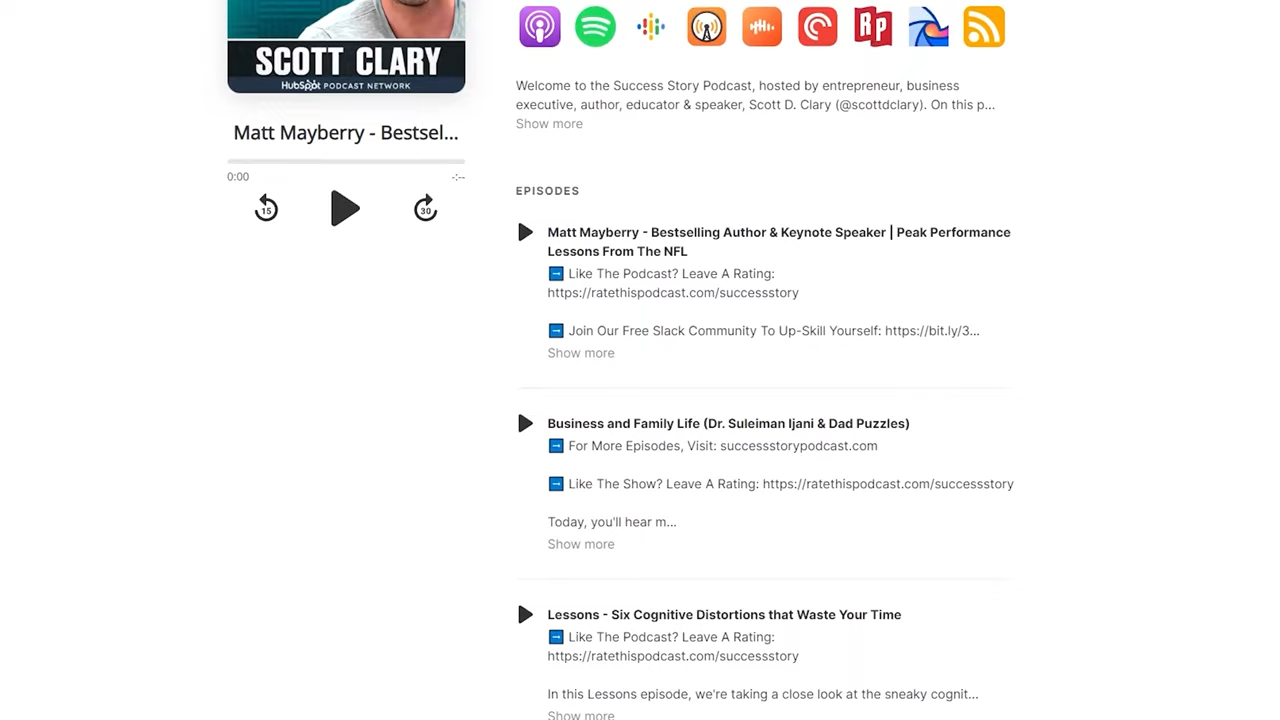 SCOTT CLARY
HubSpot PODCAST NETWORK
Matt Mayberry - Bestsel...
0:00
-:--
15
30
RP
Welcome to the Success Story Podcast, hosted by entrepreneur, business
executive, author, educator & speaker, Scott D. Clary (@scottdclary). On this p...
Show more
EPISODES
Matt Mayberry - Bestselling Author & Keynote Speaker | Peak Performance
Lessons From The NFL
➡️ Like The Podcast? Leave A Rating:
https://ratethispodcast.com/successstory
➡️ Join Our Free Slack Community To Up-Skill Yourself: https://bit.ly/3...
Show more
Business and Family Life (Dr. Suleiman Ijani & Dad Puzzles)
➡️ For More Episodes, Visit: successstorypodcast.com
➡️ Like The Show? Leave A Rating: https://ratethispodcast.com/successstory
Today, you'll hear m...
Show more
Lessons - Six Cognitive Distortions that Waste Your Time
➡️ Like The Podcast? Leave A Rating:
https://ratethispodcast.com/successstory
In this Lessons episode, we're taking a close look at the sneaky cognit...
Show more